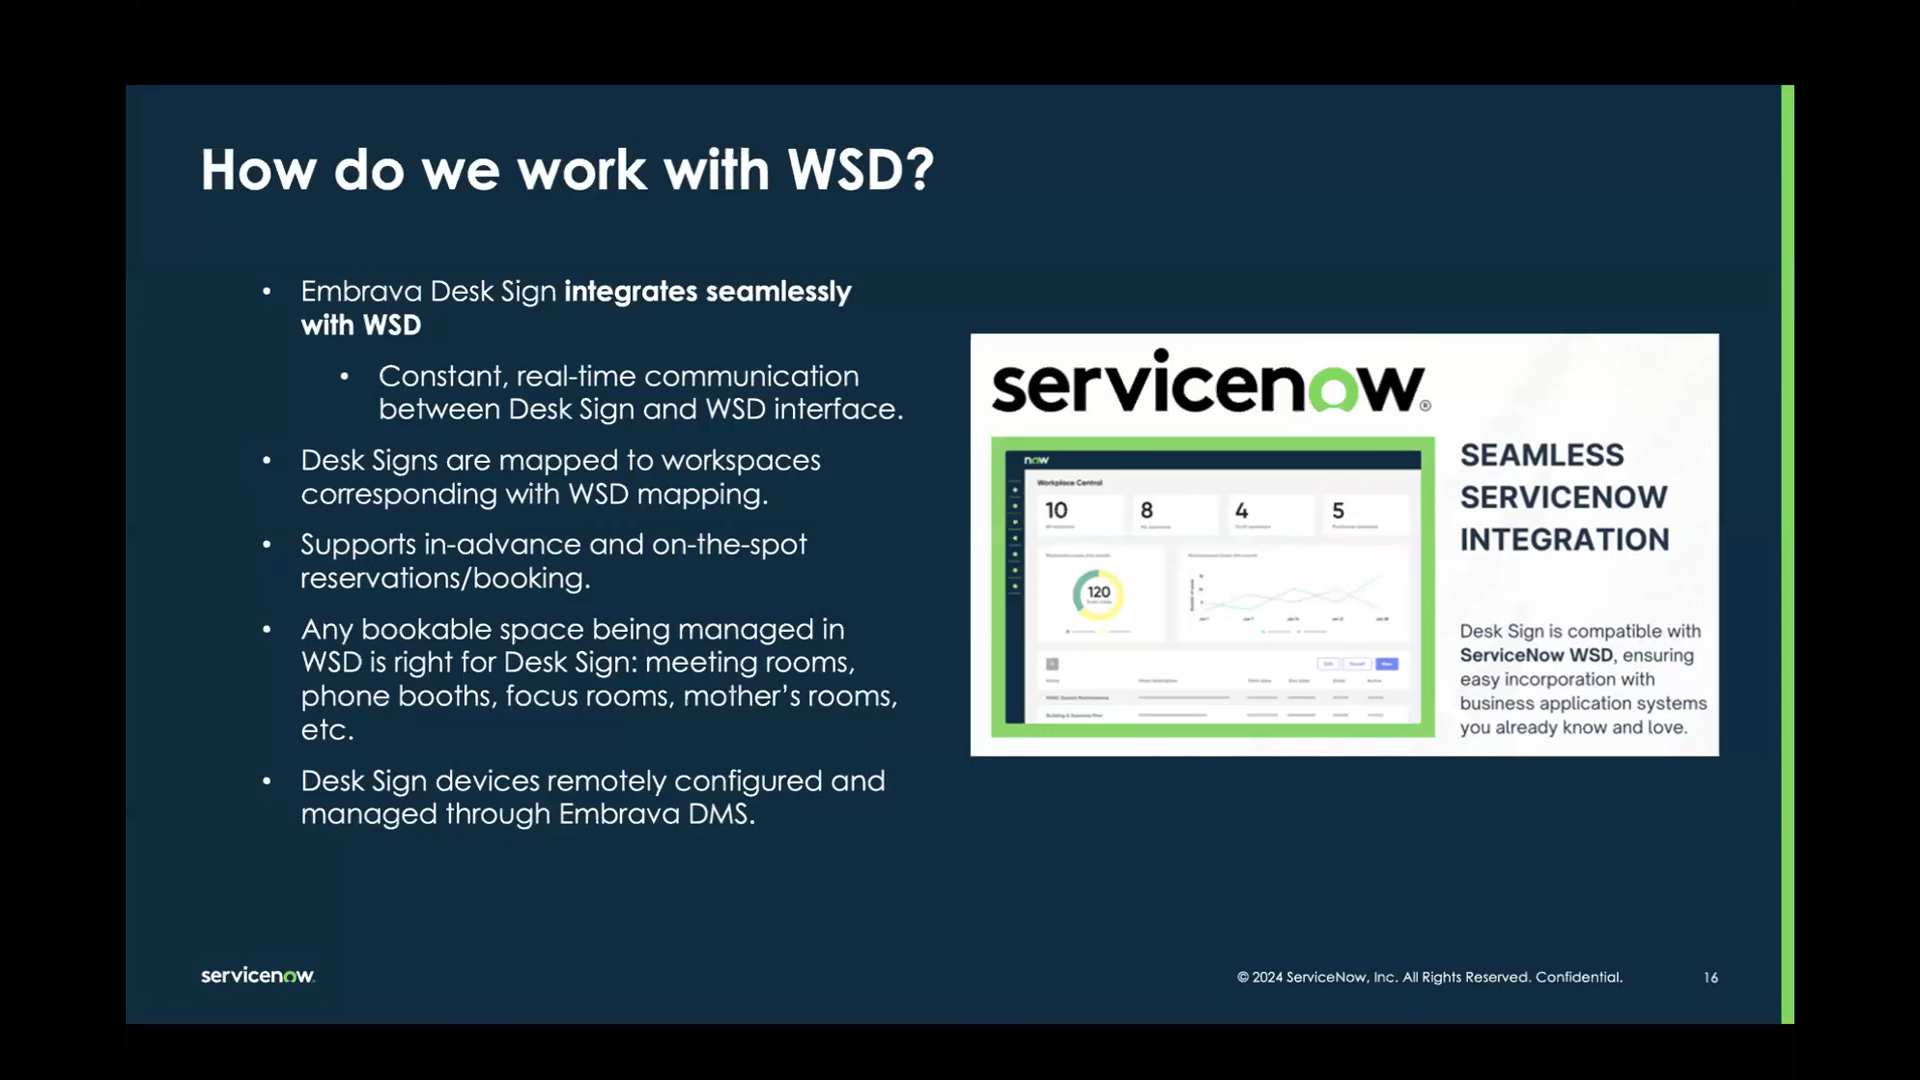 How do we work with WSD?
• Embrava Desk Sign integrates seamlessly
with WSD
• Constant, real-time communication
between Desk Sign and WSD interface.
• Desk Signs are mapped to workspaces
corresponding with WSD mapping.
• Supports in-advance and on-the-spot
reservations/booking.
• Any bookable space being managed in
WSD is right for Desk Sign: meeting rooms,
phone booths, focus rooms, mother’s rooms,
etc.
• Desk Sign devices remotely configured and
managed through Embrava DMS.
servicenow®
now
Workplace Central
10 8 4 5
120
SEAMLESS
SERVICENOW
INTEGRATION
Desk Sign is compatible with
ServiceNow WSD, ensuring
easy incorporation with
business application systems
you already know and love.
servicenow
© 2024 ServiceNow, Inc. All Rights Reserved. Confidential.
16